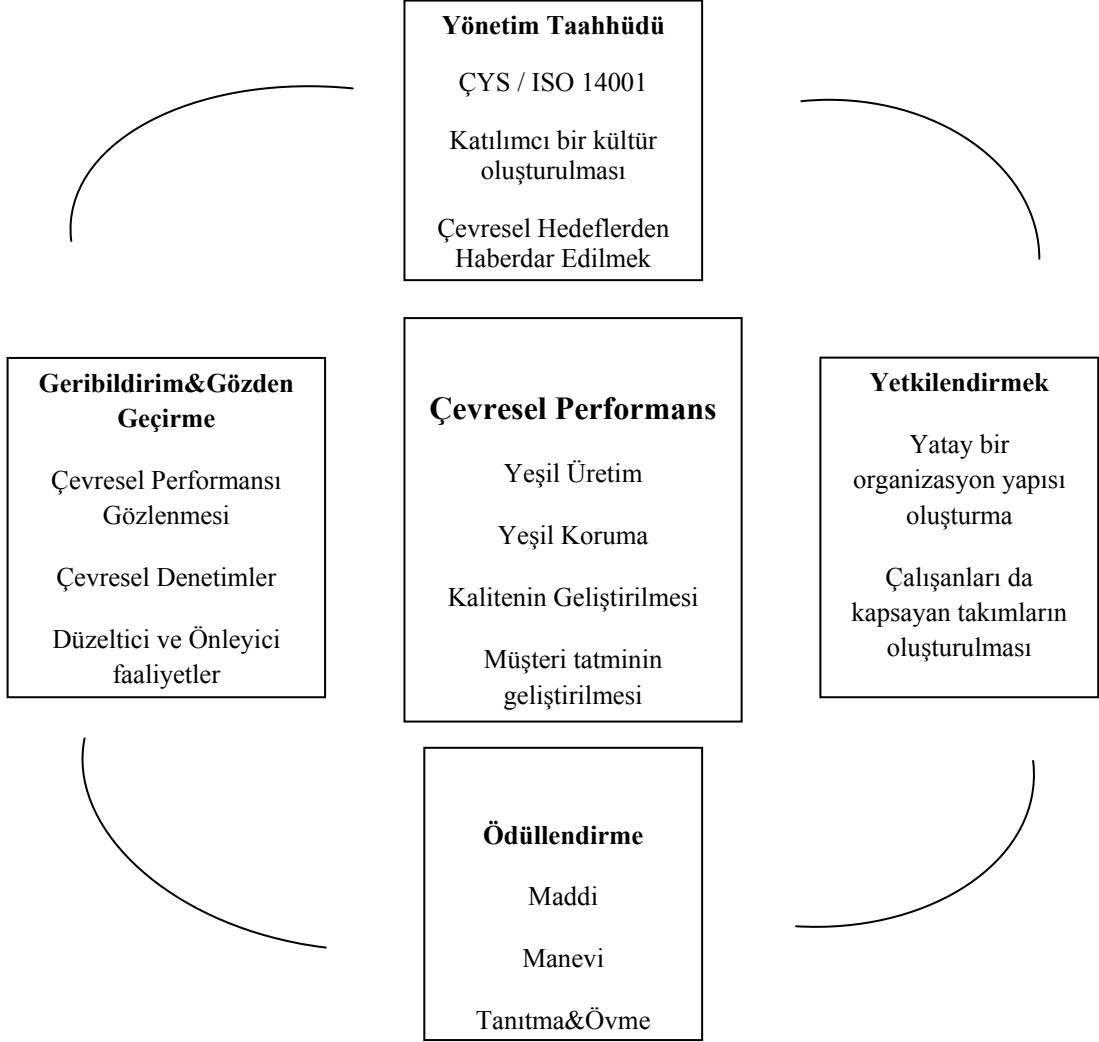 Yönetim Taahhüdü
ÇYS / ISO 14001
Katılımcı bir kültür
oluşturulması
Çevresel Hedeflerden
Haberdar Edilmek
Geribildirim&Gözden
Geçirme
Çevresel Performansı
Gözlenmesi
Çevresel Denetimler
Düzeltici ve Önleyici
faaliyetler
Çevresel Performans
Yeşil Üretim
Yeşil Koruma
Kalitenin Geliştirilmesi
Müşteri tatminin
geliştirilmesi
Yetkilendirmek
Yatay bir
organizasyon yapısı
oluşturma
Çalışanları da
kapsayan takımların
oluşturulması
Ödüllendirme
Maddi
Manevi
Tanıtma&Övme